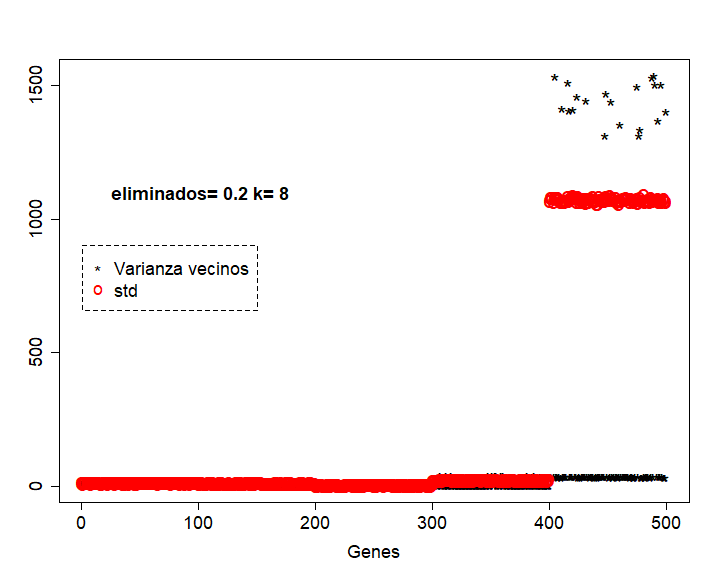 1500
1000
500
0
eliminados= 0.2 k= 8
* Varianza vecinos
o std
0 100 200 300 400 500
Genes